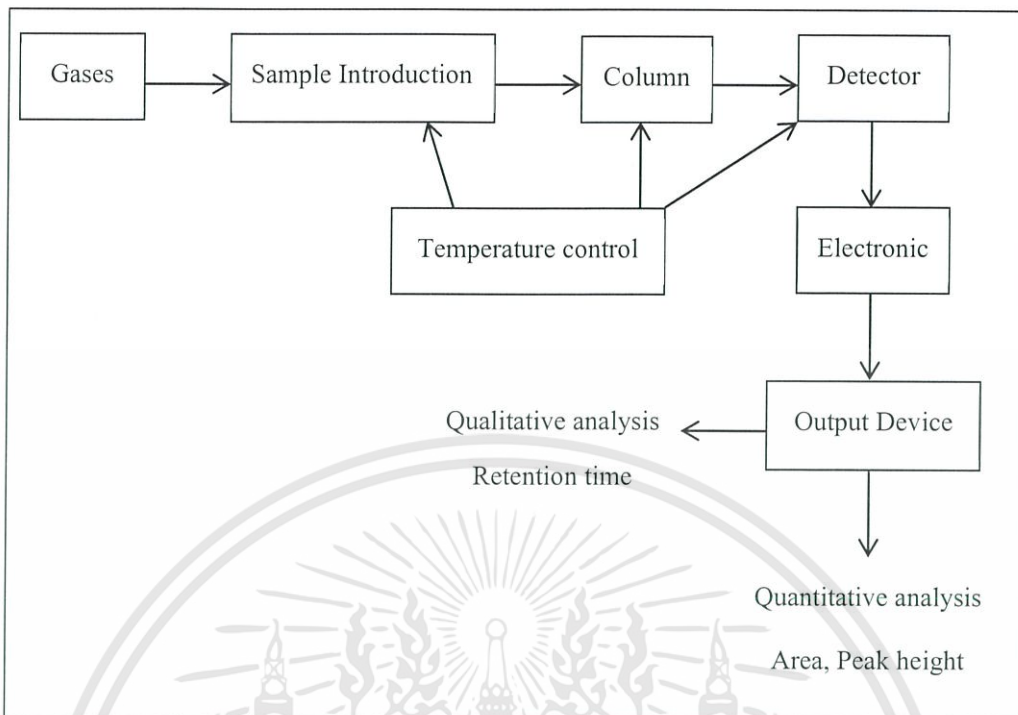 Gases
Sample Introduction
Column
Detector
Temperature control
Electronic
Output Device
Qualitative analysis
Retention time
Quantitative analysis
Area, Peak height